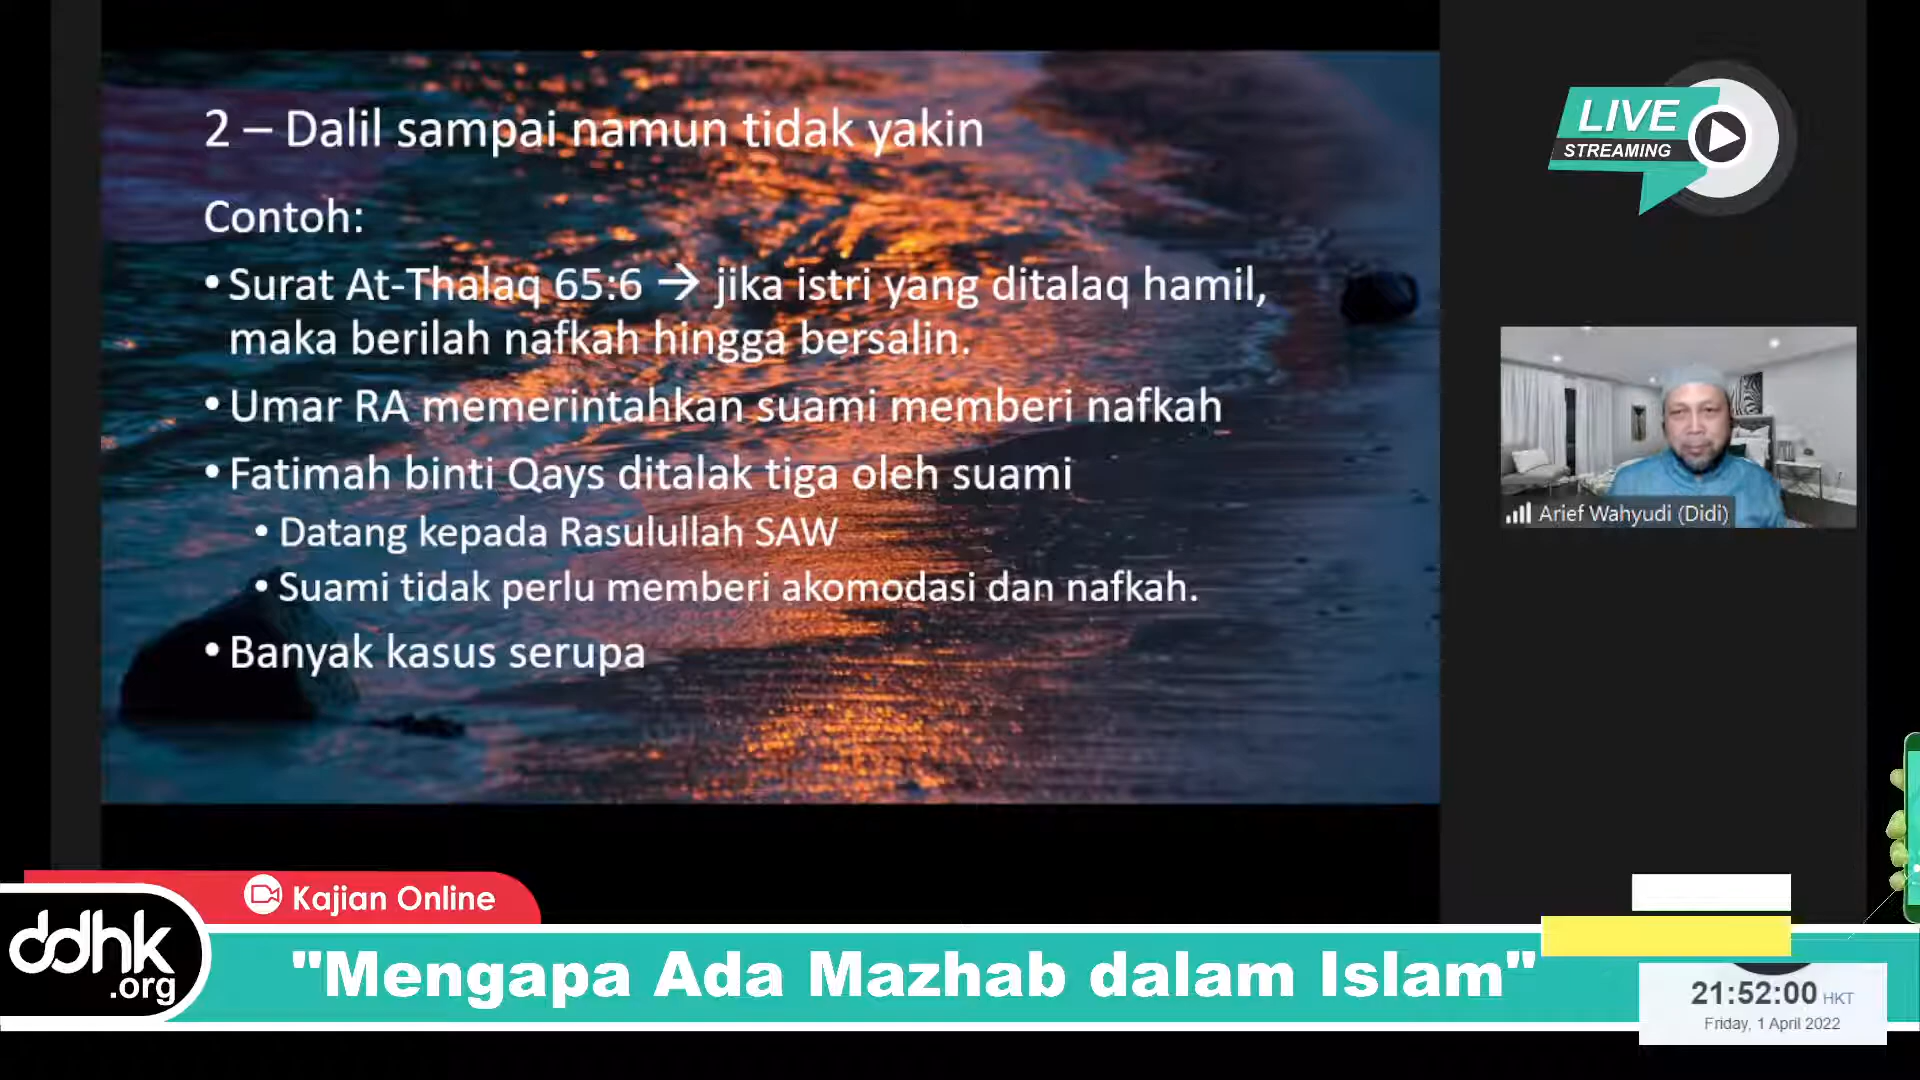 2 – Dalil sampai namun tidak yakin
Contoh:
• Surat At-Thalaq 65:6 → jika istri yang ditalaq hamil,
maka berilah nafkah hingga bersalin.
• Umar RA memerintahkan suami memberi nafkah
• Fatimah binti Qays ditalak tiga oleh suami
• Datang kepada Rasulullah SAW
• Suami tidak perlu memberi akomodasi dan nafkah.
• Banyak kasus serupa
LIVE
STREAMING
Arief Wahyudi (Didi)
Kajian Online
ddhk
.org
"Mengapa Ada Mazhab dalam Islam"
21:52:00 HKT
Friday, 1 April 2022